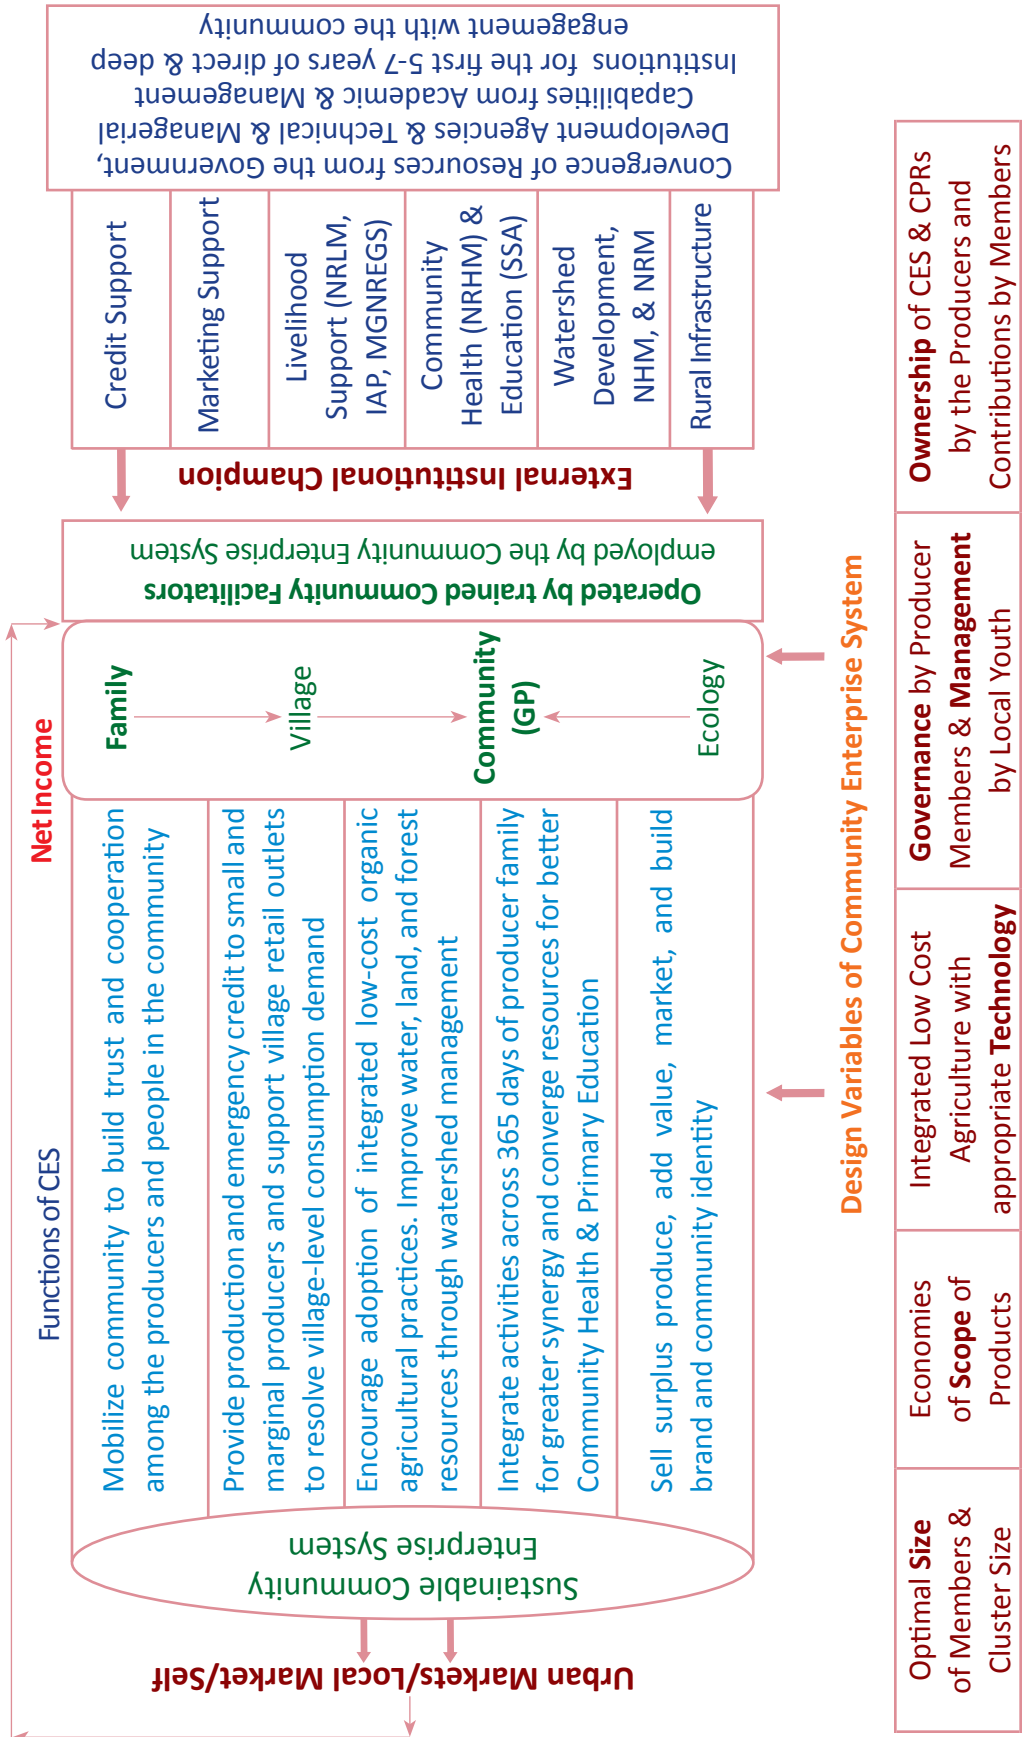 Functions of CES
Net Income
Urban Markets/Local Market/Self
Sustainable Community
Enterprise System
Mobilize community to build trust and cooperation
among the producers and people in the community
Provide production and emergency credit to small and
marginal producers and support village retail outlets
to resolve village-level consumption demand
Encourage adoption of integrated low-cost organic
agricultural practices. Improve water, land, and forest
resources through watershed management
Integrate activities across 365 days of producer family
for greater synergy and converge resources for better
Community Health & Primary Education
Sell surplus produce, add value, market, and build
brand and community identity
Family
Village
Community
(GP)
Ecology
Operated by trained Community Facilitators
employed by the Community Enterprise System
External Institutional Champion
Credit Support
Marketing Support
Livelihood
Support (NRLM,
IAP, MGNREGS)
Community
Health (NRHM) &
Education (SSA)
Watershed
Development,
NHM, & NRM
Rural Infrastructure
Convergence of Resources from the Government,
Development Agencies & Technical & Managerial
Capabilities from Academic & Management
Institutions for the first 5-7 years of direct & deep
engagement with the community
Design Variables of Community Enterprise System
Optimal Size
of Members &
Cluster Size
Economies
of Scope of
Products
Integrated Low Cost
Agriculture with
appropriate Technology
Governance by Producer
Members & Management
by Local Youth
Ownership of CES & CPRs
by the Producers and
Contributions by Members